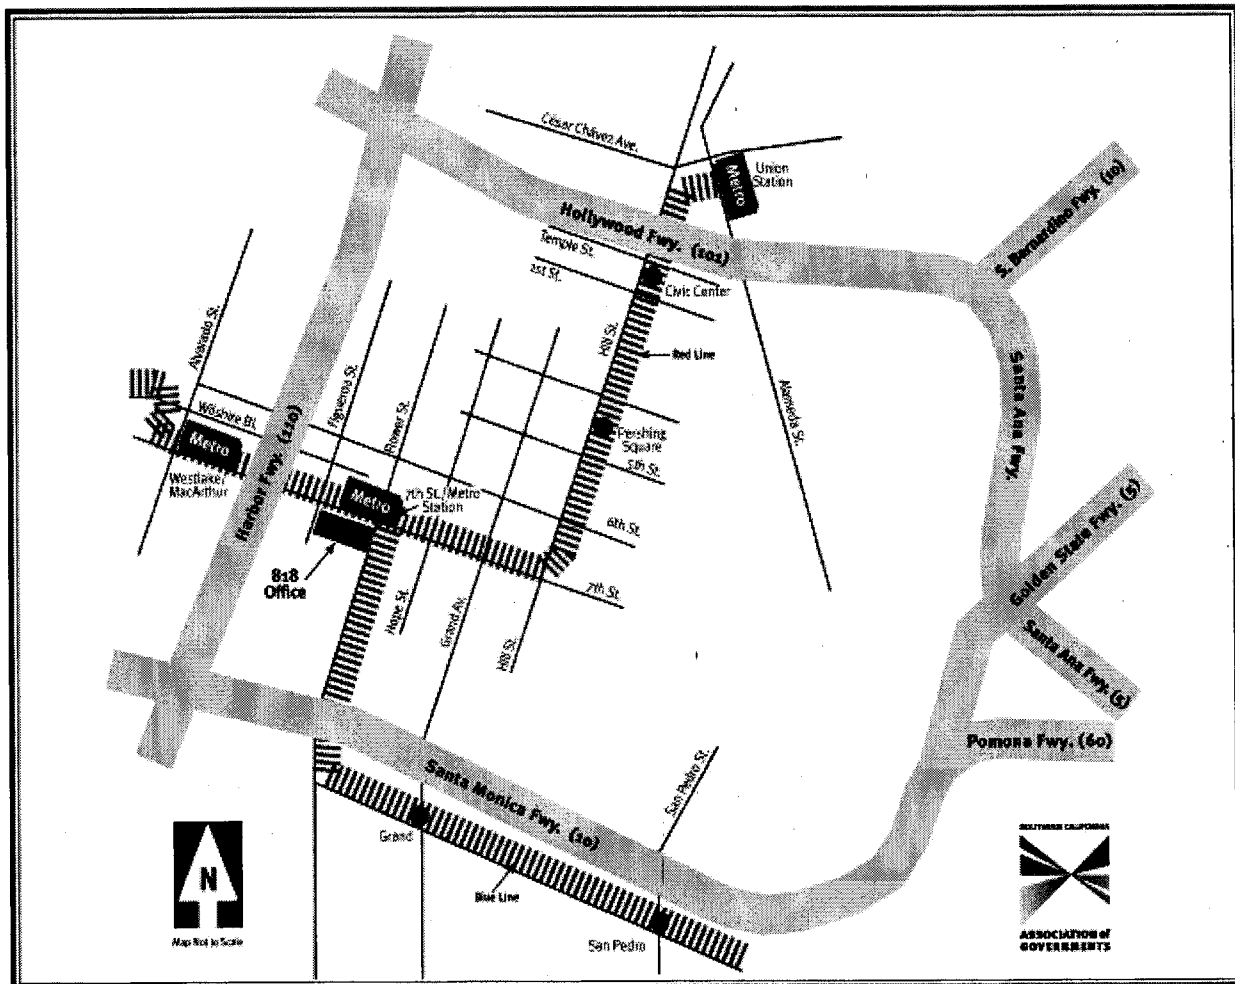 César Chávez Ave.
Metro
Union
Station
S. Bernardino Fwy. (10)
Hollywood Fwy. (101)
Temple St.
1st St.
Civic Center
Hill St.
Red Line
Alameda St.
Santa Ana Fwy.
Alvarado St.
Figueroa St.
Flower St.
Wilshire Bl.
Metro
Westlake/
MacArthur
Harbor Fwy. (110)
Metro
7th St./Metro
Station
Pershing
Square
5th St.
6th St.
7th St.
818
Office
Hope St.
Grand Av.
Hill St.
Golden State Fwy. (5)
Santa Ana Fwy. (5)
Pomona Fwy. (60)
Santa Monica Fwy. (10)
San Pedro St.
Grand
Blue Line
San Pedro
N
Map Not to Scale
SOUTHERN CALIFORNIA
ASSOCIATION of
GOVERNMENTS